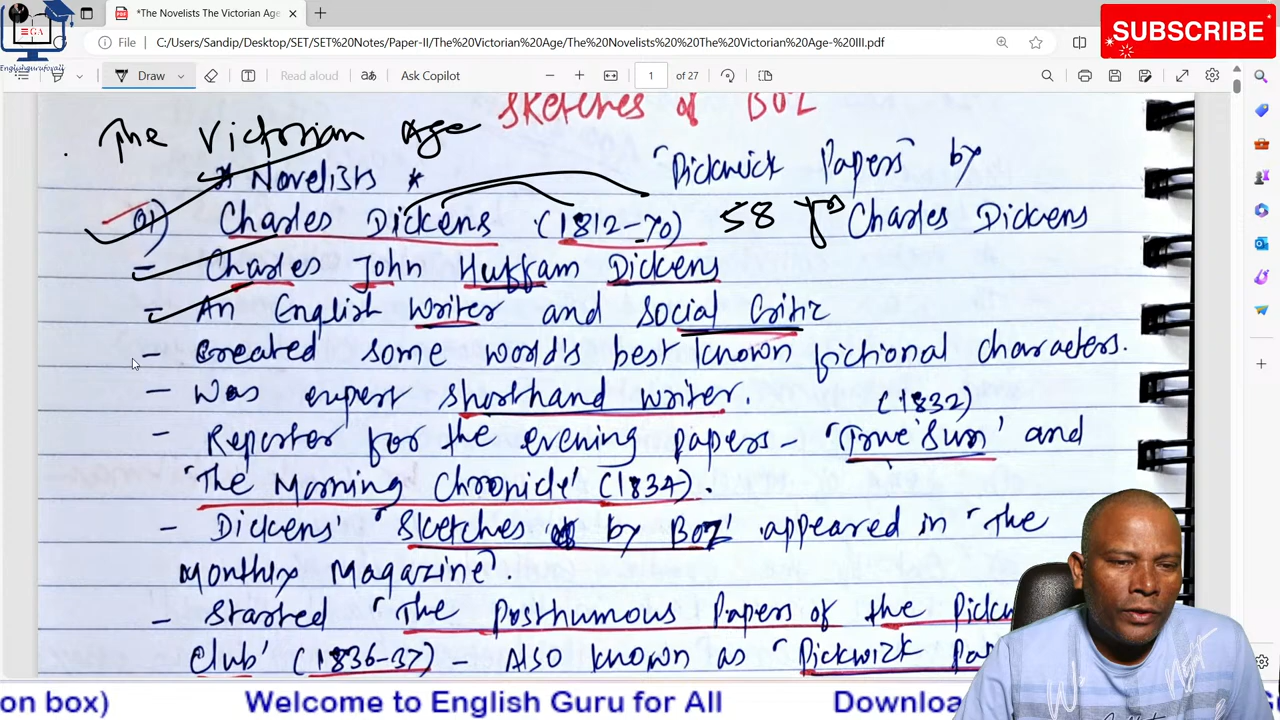 *The Novelists The Victorian Age
SUBSCRIBE
EGA
Englishguruforall
File C:/Users/Sandip/Desktop/SET/SET%20Notes/Paper-II/The%20Victorian%20Age/The%20Novelists%20%20The%20Victorian%20Age-%20III.pdf
Draw Read aloud Ask Copilot 1 of 27
Sketches of Boz
The Victorian Age
* Novelists *
"Pickwick Papers" by
Charles Dickens
01) Charles Dickens (1812-70) 58 yrs
= Charles John Huffam Dickens
= An English Writer and Social Critic
- Created some world's best known fictional characters.
- Was expert shorthand writer.
(1832)
- Reporter for the evening papers - "True Sun" and
"The Morning Chronicle" (1834).
- Dickens' "Sketches by Boz" appeared in "The
Monthly Magazine".
- Started "The Posthumous Papers of the
Club" (1836-37) - Also known as "Pickwick
on box) Welcome to English Guru for All